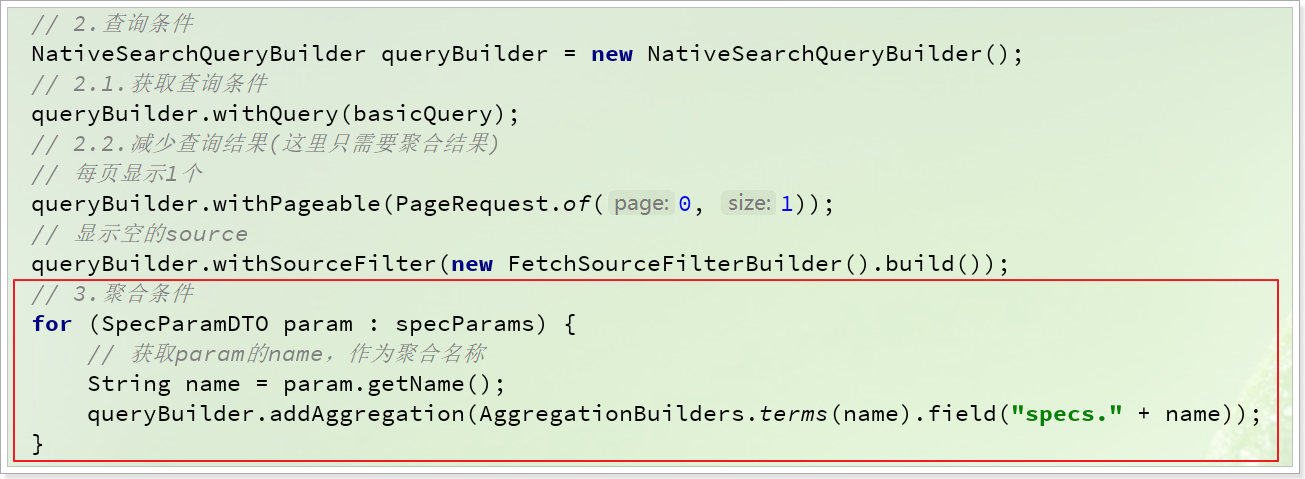 // 2.查询条件
NativeSearchQueryBuilder queryBuilder = new NativeSearchQueryBuilder();
// 2.1.获取查询条件
queryBuilder.withQuery(basicQuery);
// 2.2.减少查询结果(这里只需要聚合结果)
// 每页显示1个
queryBuilder.withPageable(PageRequest.of( page: 0, size: 1));
// 显示空的source
queryBuilder.withSourceFilter(new FetchSourceFilterBuilder().build());
// 3.聚合条件
for (SpecParamDTO param : specParams) {
    // 获取param的name，作为聚合名称
    String name = param.getName();
    queryBuilder.addAggregation(AggregationBuilders.terms(name).field("specs." + name));
}